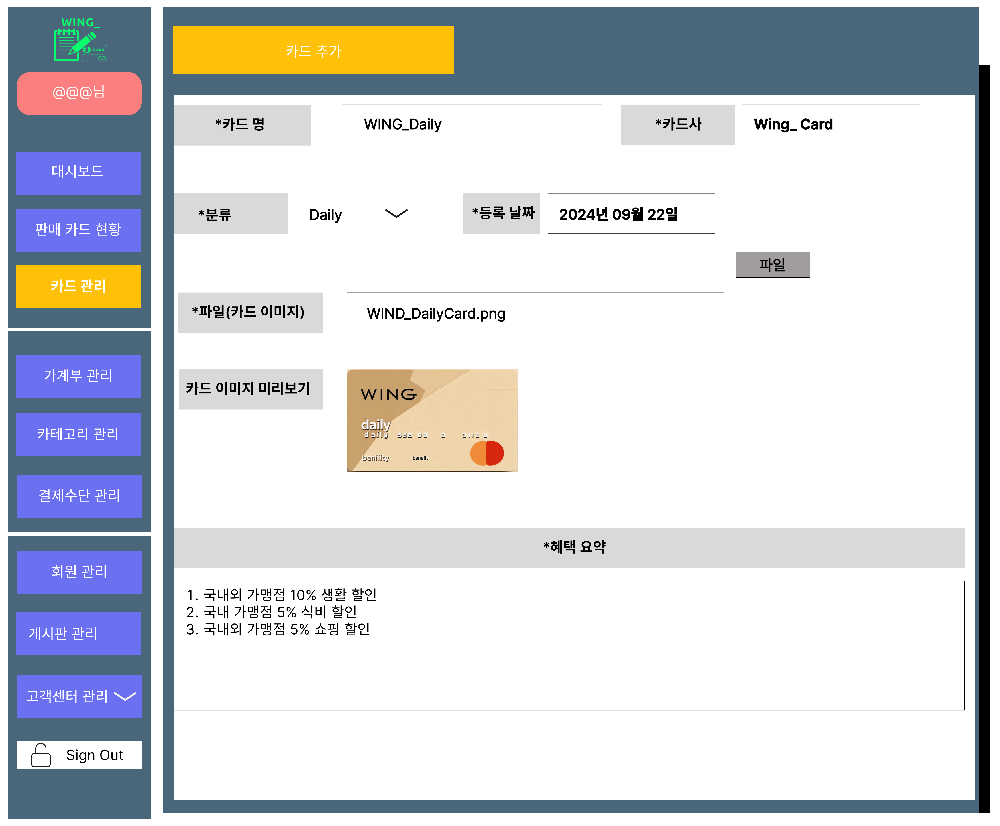 WING_
CARD
@@@님
대시보드
판매 카드 현황
카드 관리
가계부 관리
카테고리 관리
결제수단 관리
회원 관리
게시판 관리
고객센터 관리
Sign Out
카드 추가
*카드 명
WING_Daily
*카드사
Wing_ Card
*분류
Daily
*등록 날짜
2024년 09월 22일
파일
*파일(카드 이미지)
WIND_DailyCard.png
카드 이미지 미리보기
WING
daily
daily 533 00 0
benlilty benefit
*혜택 요약
1. 국내외 가맹점 10% 생활 할인
2. 국내 가맹점 5% 식비 할인
3. 국내외 가맹점 5% 쇼핑 할인